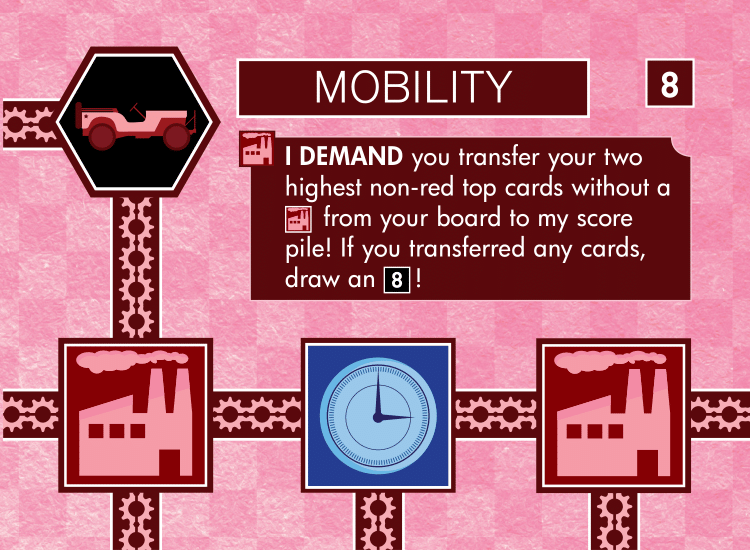 MOBILITY
8
I DEMAND you transfer your two
highest non-red top cards without a
from your board to my score
pile! If you transferred any cards,
draw an 8 !